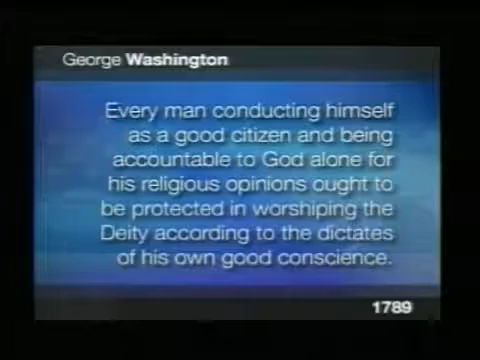 George Washington
Every man conducting himself
as a good citizen and being
accountable to God alone for
his religious opinions ought to
be protected in worshiping the
Deity according to the dictates
of his own good conscience.
1789